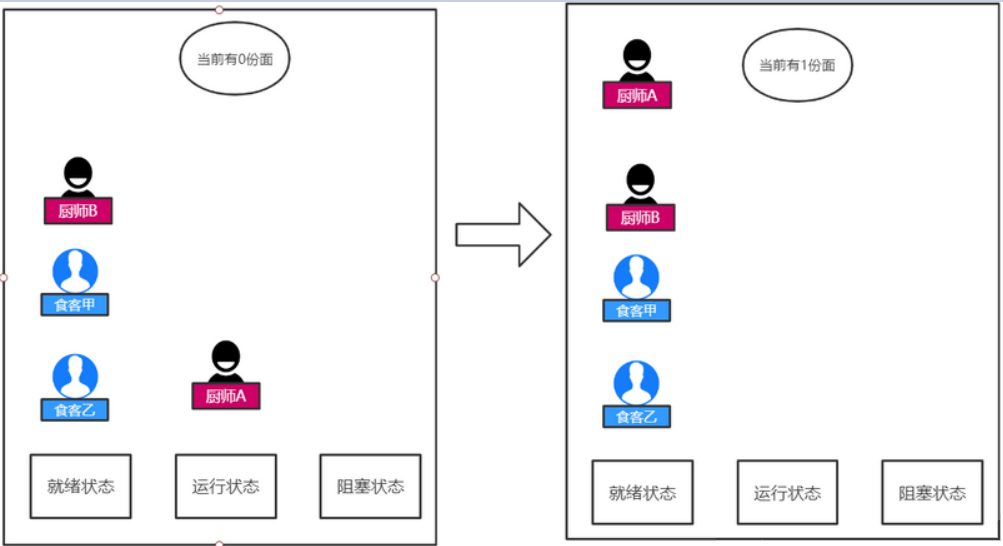 当前有0份面
厨师B
食客甲
食客乙
厨师A
就绪状态
运行状态
阻塞状态
当前有1份面
厨师A
厨师B
食客甲
食客乙
就绪状态
运行状态
阻塞状态